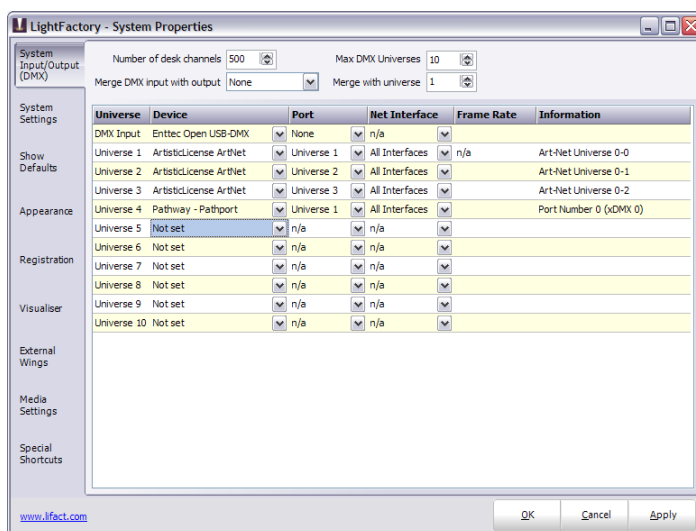 LightFactory - System Properties
System
Input/Output
(DMX)
System
Settings
Show
Defaults
Appearance
Registration
Visualiser
External
Wings
Media
Settings
Special
Shortcuts
Number of desk channels 500 Max DMX Universes 10
Merge DMX input with output None Merge with universe 1
Universe Device Port Net Interface Frame Rate Information
DMX Input Enttec Open USB-DMX None n/a
Universe 1 ArtisticLicense ArtNet Universe 1 All Interfaces n/a Art-Net Universe 0-0
Universe 2 ArtisticLicense ArtNet Universe 2 All Interfaces Art-Net Universe 0-1
Universe 3 ArtisticLicense ArtNet Universe 3 All Interfaces Art-Net Universe 0-2
Universe 4 Pathway - Pathport Universe 1 All Interfaces Port Number 0 (xDMX 0)
Universe 5 Not set n/a n/a
Universe 6 Not set n/a n/a
Universe 7 Not set n/a n/a
Universe 8 Not set n/a n/a
Universe 9 Not set n/a n/a
Universe 10 Not set n/a n/a
www.lifact.com OK Cancel Apply